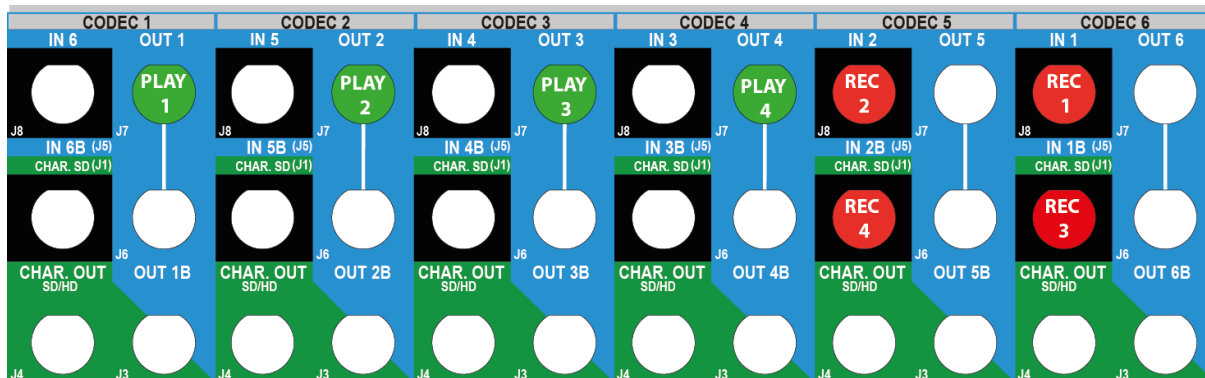 CODEC 1 CODEC 2 CODEC 3 CODEC 4 CODEC 5 CODEC 6
IN 6 OUT 1 IN 5 OUT 2 IN 4 OUT 3 IN 3 OUT 4 IN 2 OUT 5 IN 1 OUT 6
PLAY PLAY PLAY PLAY REC REC
1 2 3 4 2 1
J8 J7 J8 J7 J8 J7 J8 J7 J8 J7 J8 J7
IN 6B (J5) IN 5B (J5) IN 4B (J5) IN 3B (J5) IN 2B (J5) IN 1B (J5)
CHAR. SD (J1) CHAR. SD (J1) CHAR. SD (J1) CHAR. SD (J1) CHAR. SD (J1) CHAR. SD (J1)
REC REC
4 3
J6 J6 J6 J6 J6 J6
CHAR. OUT OUT 1B CHAR. OUT OUT 2B CHAR. OUT OUT 3B CHAR. OUT OUT 4B CHAR. OUT OUT 5B CHAR. OUT OUT 6B
SD/HD SD/HD SD/HD SD/HD SD/HD SD/HD
J4 J3 J4 J3 J4 J3 J4 J3 J4 J3 J4 J3